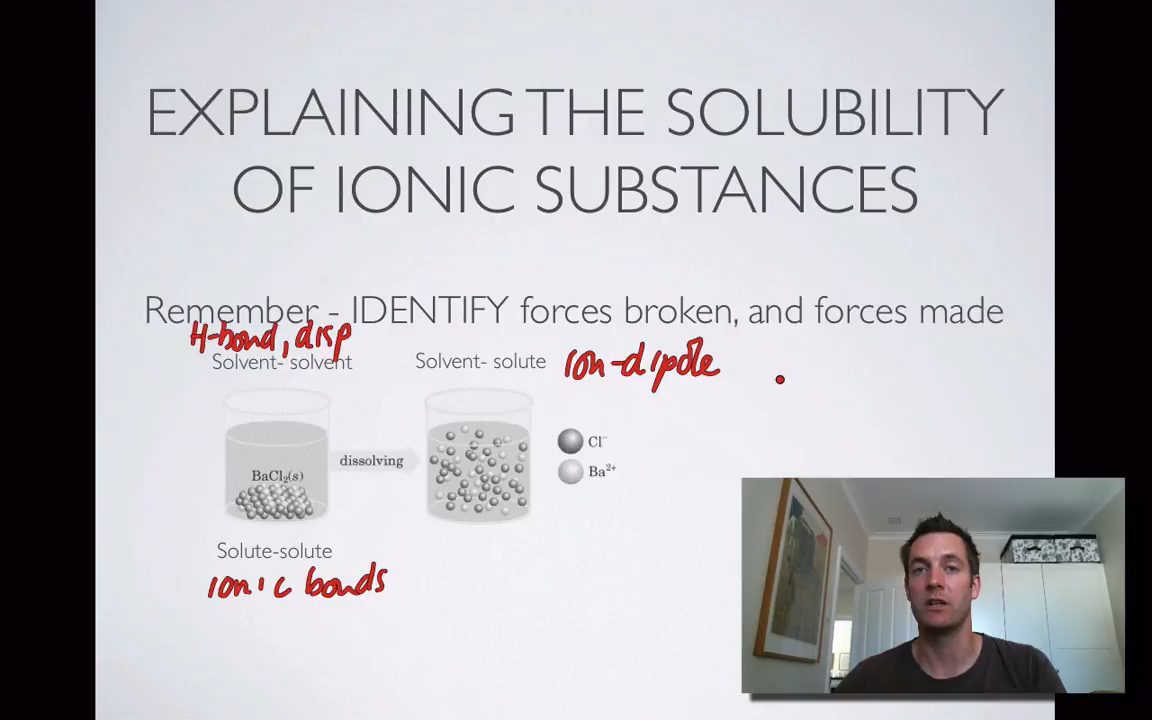 EXPLAINING THE SOLUBILITY
OF IONIC SUBSTANCES
Remember - IDENTIFY forces broken, and forces made
H-bond, disp
Solvent- solvent
Solvent- solute
ion-dipole
Cl⁻
dissolving
BaCl₂(s)
Ba²⁺
Solute-solute
ionic bonds